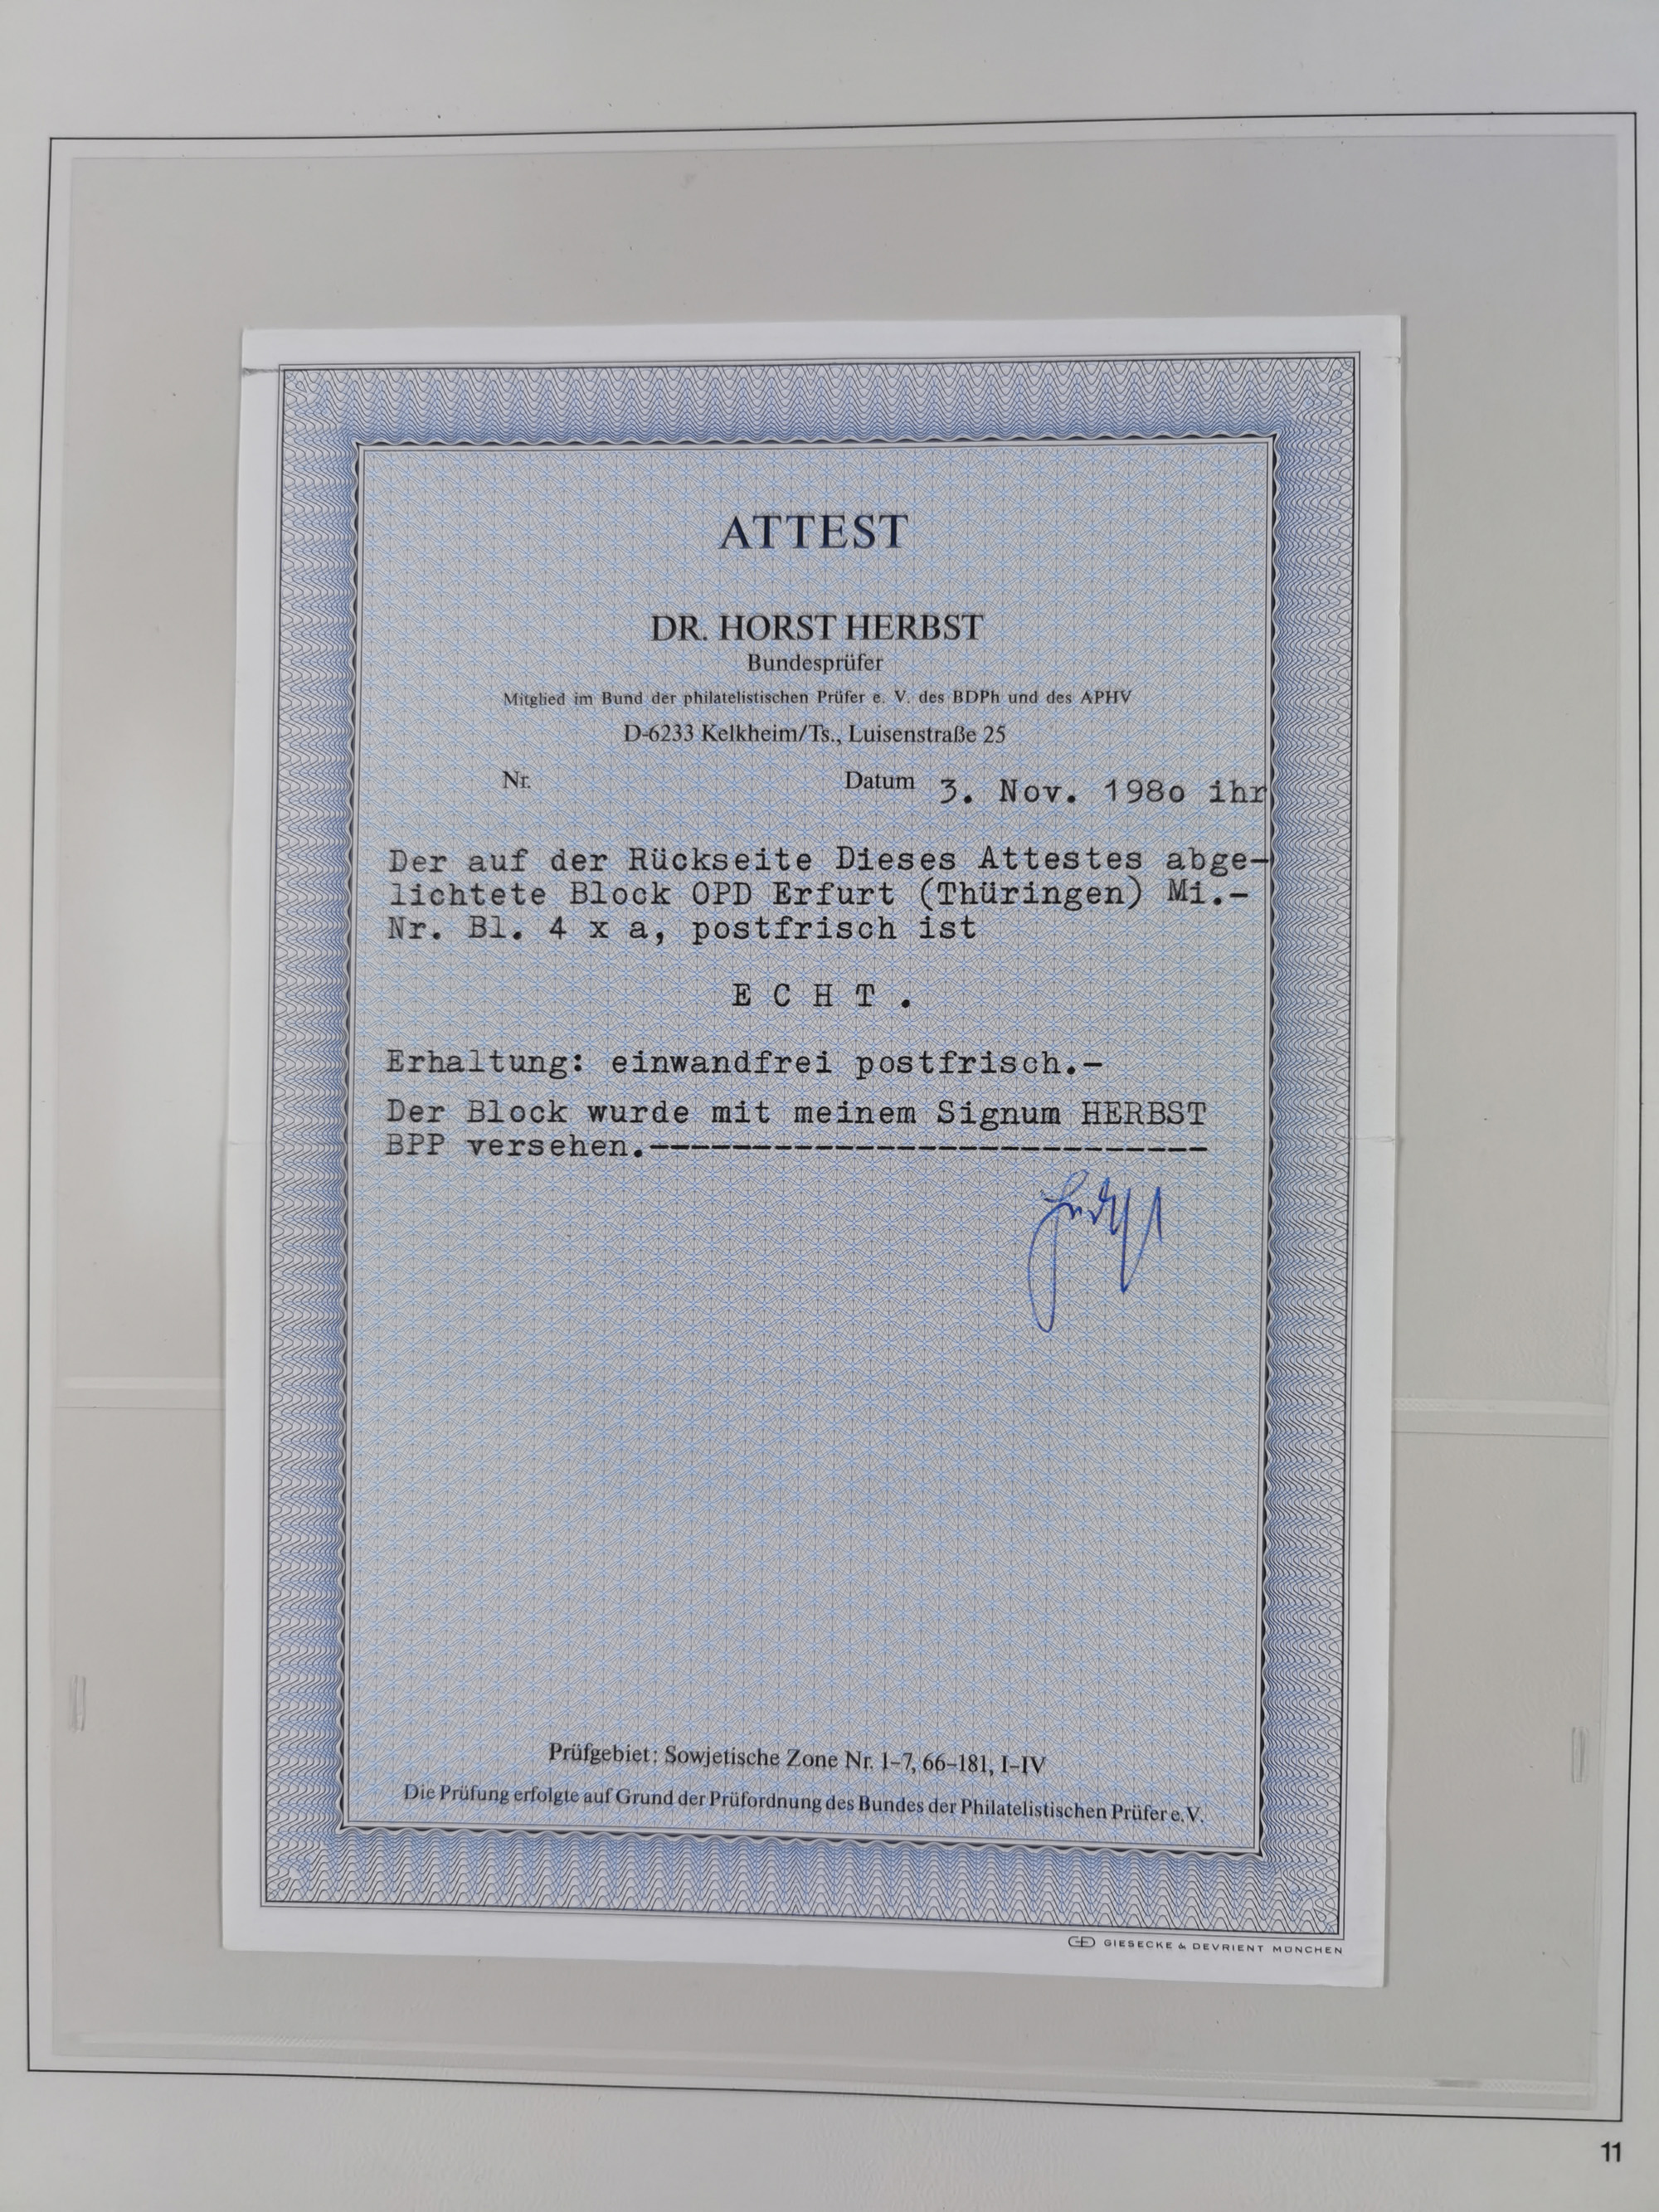 ATTEST
DR. HORST HERBST
Bundesprüfer
Mitglied im Bund der philatelistischen Prüfer e. V. des BDPh und des APHV
D-6233 Kelkheim/Ts., Luisenstraße 25
Nr. Datum 3. Nov. 198o ihr
Der auf der Rückseite Dieses Attestes abge-
lichtete Block OPD Erfurt (Thüringen) Mi.-
Nr. Bl. 4 x a, postfrisch ist
E C H T .
Erhaltung: einwandfrei postfrisch.-
Der Block wurde mit meinem Signum HERBST
BPP versehen.---------------------------
Prüfgebiet: Sowjetische Zone Nr. 1–7, 66–181, I–IV
Die Prüfung erfolgte auf Grund der Prüfordnung des Bundes der Philatelistischen Prüfer e. V.
GIESECKE & DEVRIENT MÜNCHEN
11